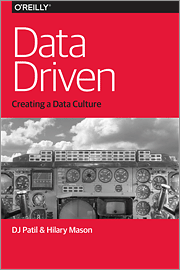 O'REILLY®
Data
Driven
Creating a Data Culture
DJ Patil & Hilary Mason